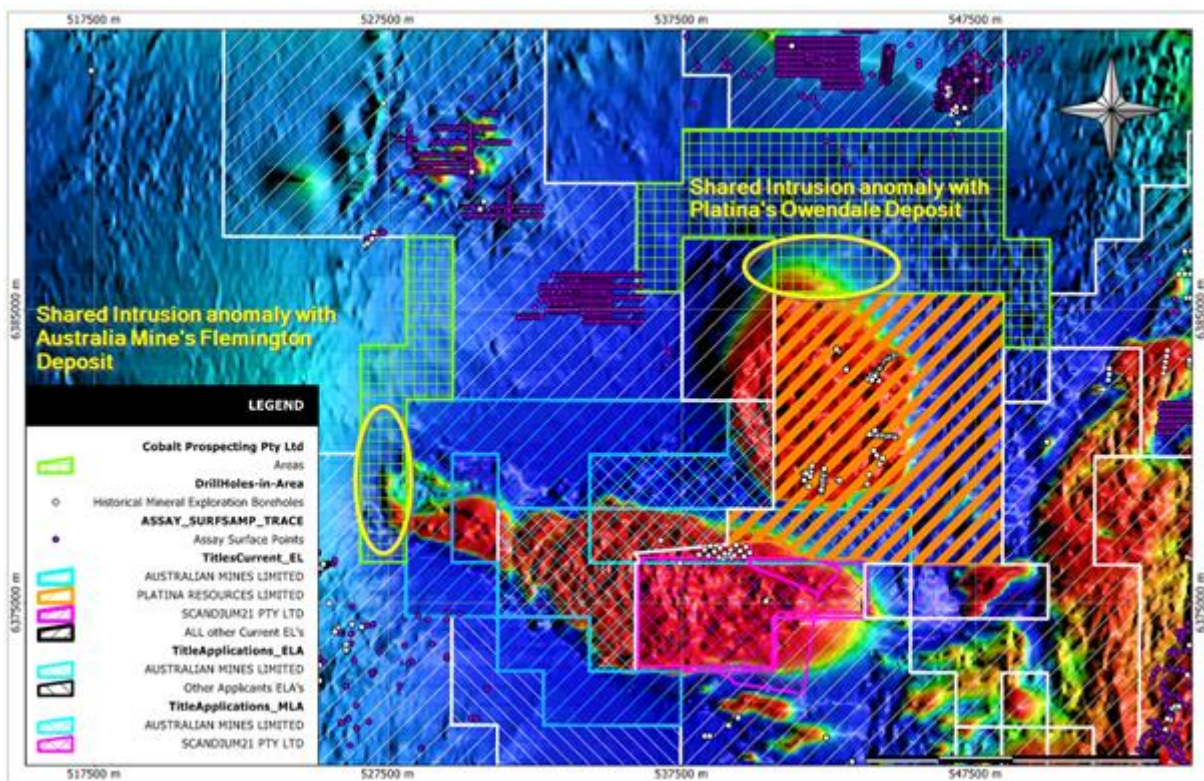 517500 m 527500 m 537500 m 547500 m
Shared Intrusion anomaly with
Platina's Owendale Deposit
6385000 m
6385000 m
Shared Intrusion anomaly with
Australia Mine's Flemington
Deposit
LEGEND
Cobalt Prospecting Pty Ltd
Areas
DrillHoles-in-Area
Historical Mineral Exploration Boreholes
ASSAY_SURFSAMP_TRACE
Assay Surface Points
TitlesCurrent_EL
AUSTRALIAN MINES LIMITED
PLATINA RESOURCES LIMITED
SCANDIUM21 PTY LTD
ALL other Current EL's
TitleApplications_ELA
AUSTRALIAN MINES LIMITED
Other Applicants ELA's
TitleApplications_MLA
AUSTRALIAN MINES LIMITED
SCANDIUM21 PTY LTD
6375000 m
6375000 m
517500 m 527500 m 537500 m 547500 m